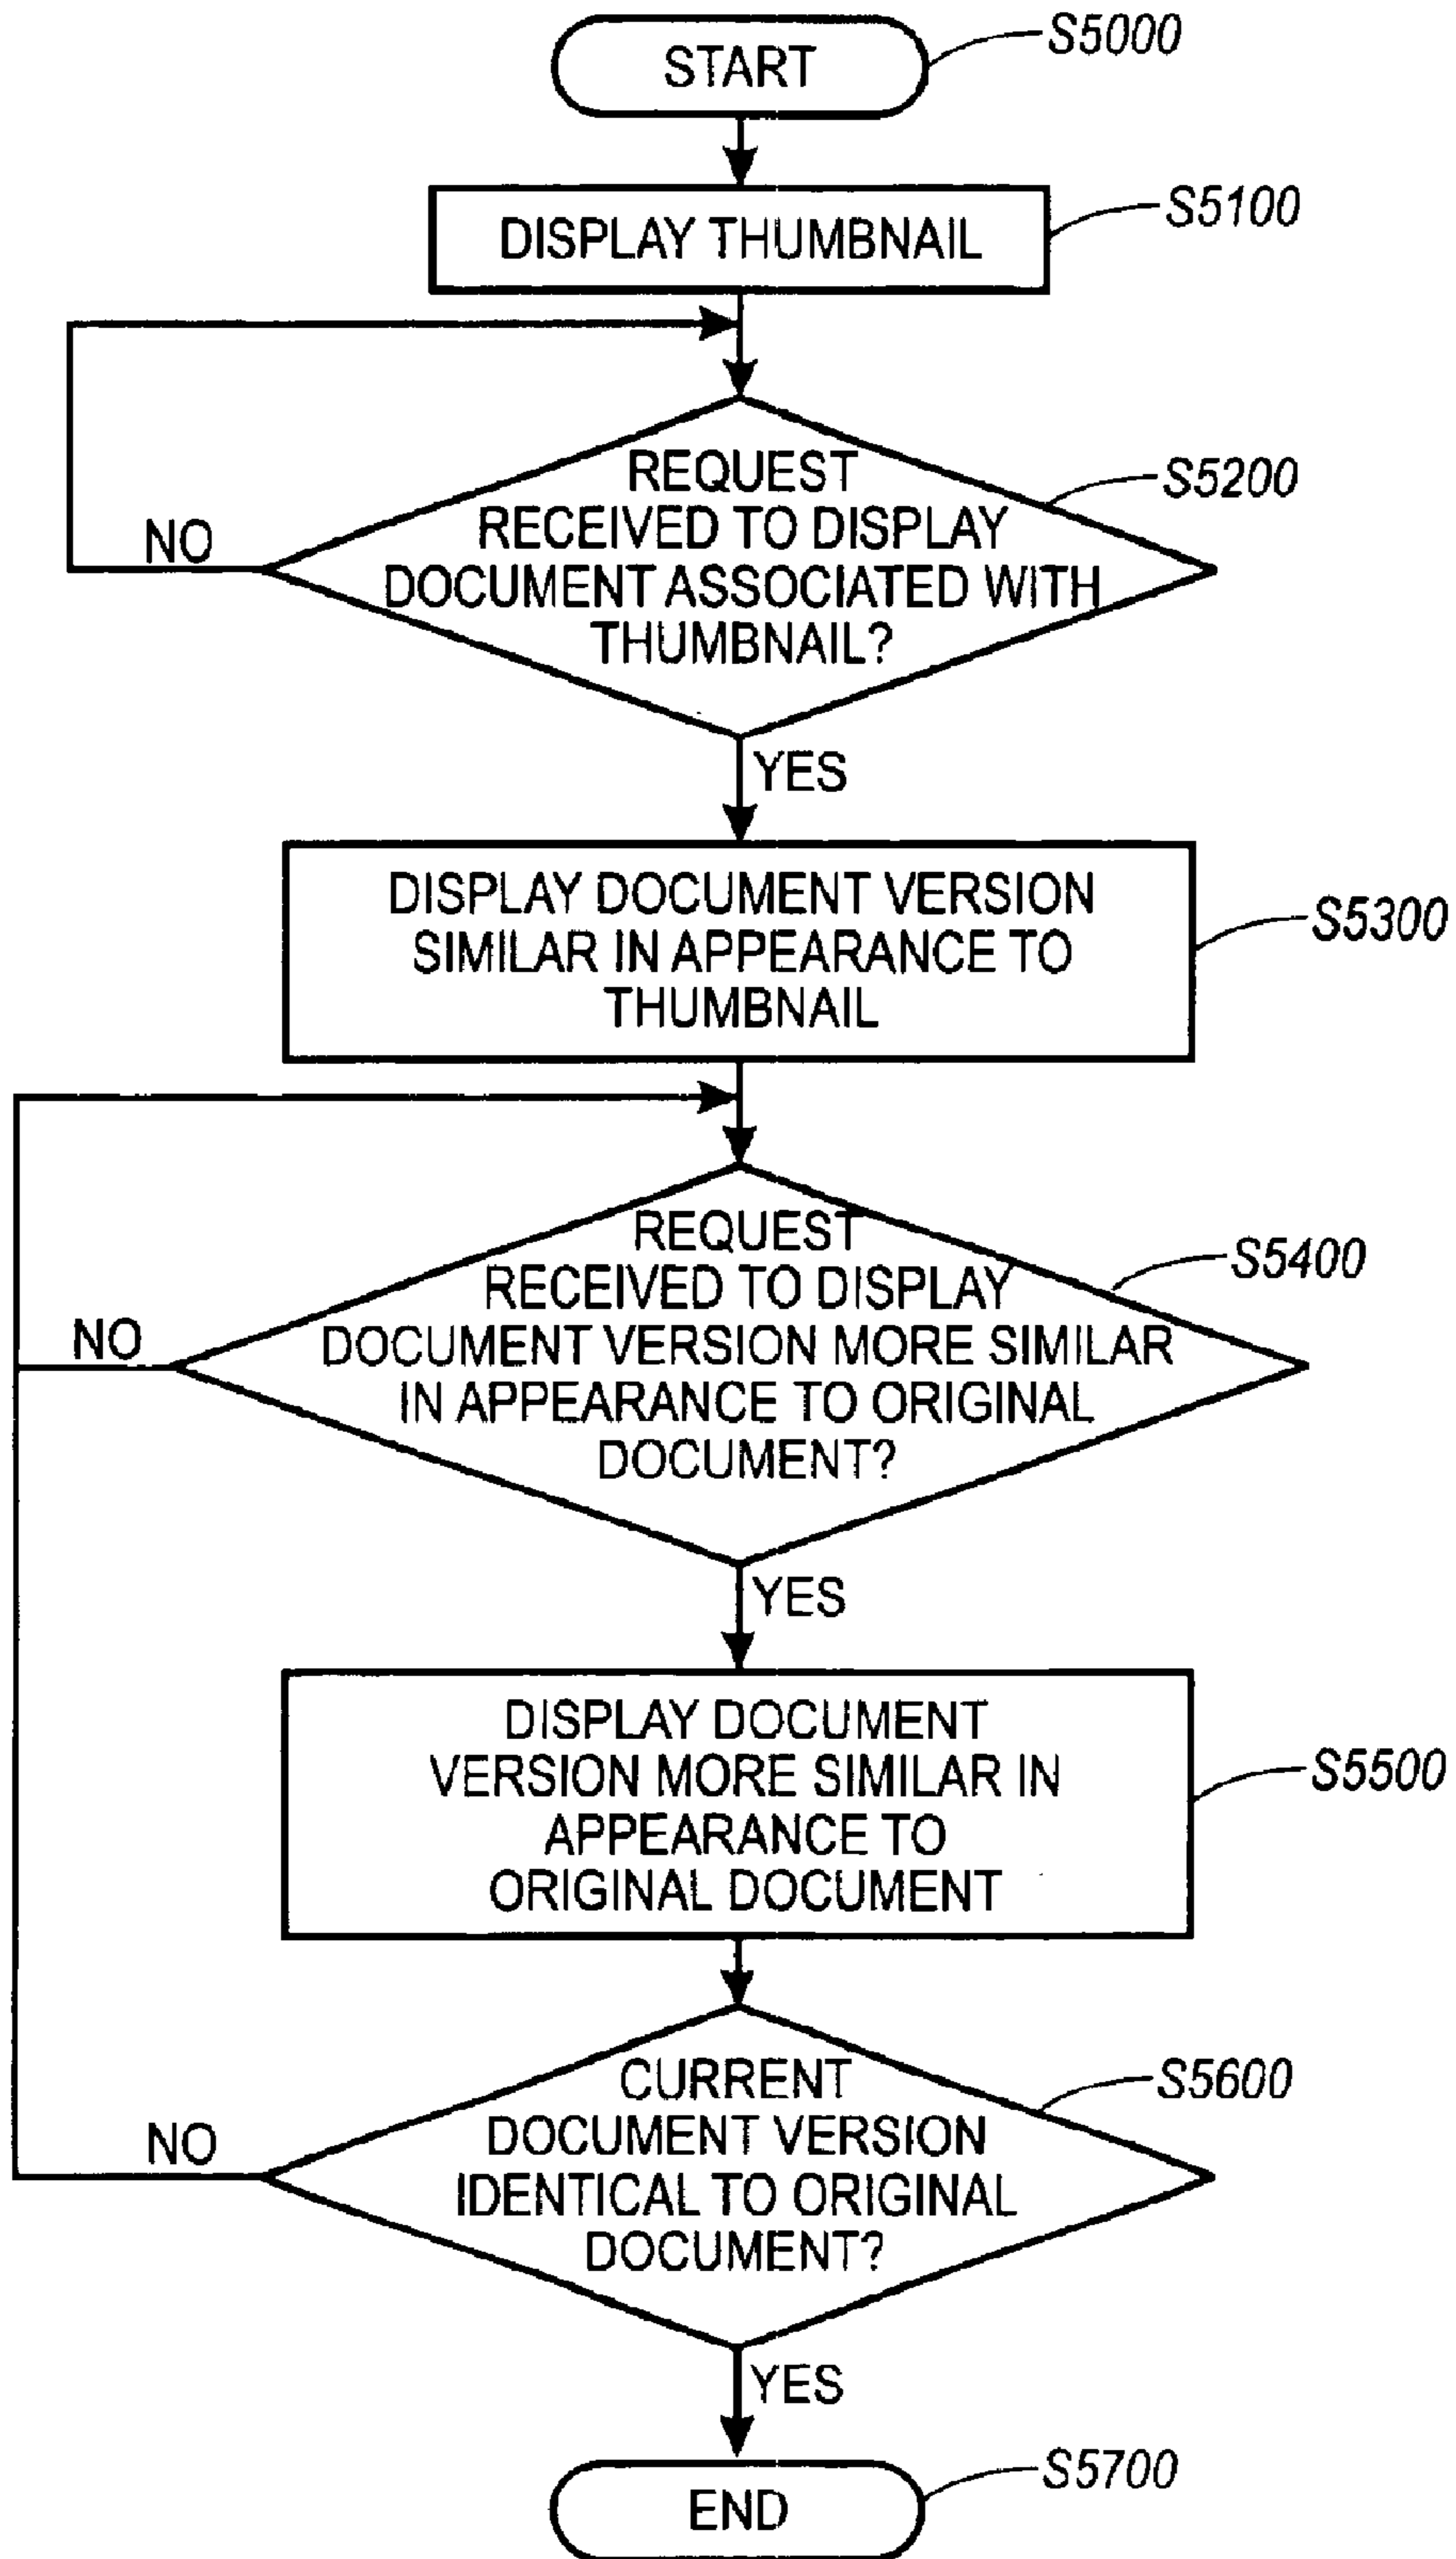 START
S5000
DISPLAY THUMBNAIL
S5100
REQUEST
RECEIVED TO DISPLAY
DOCUMENT ASSOCIATED WITH
THUMBNAIL?
S5200
NO
YES
DISPLAY DOCUMENT VERSION
SIMILAR IN APPEARANCE TO
THUMBNAIL
S5300
REQUEST
RECEIVED TO DISPLAY
DOCUMENT VERSION MORE SIMILAR
IN APPEARANCE TO ORIGINAL
DOCUMENT?
S5400
NO
YES
DISPLAY DOCUMENT
VERSION MORE SIMILAR IN
APPEARANCE TO
ORIGINAL DOCUMENT
S5500
CURRENT
DOCUMENT VERSION
IDENTICAL TO ORIGINAL
DOCUMENT?
S5600
NO
YES
END
S5700